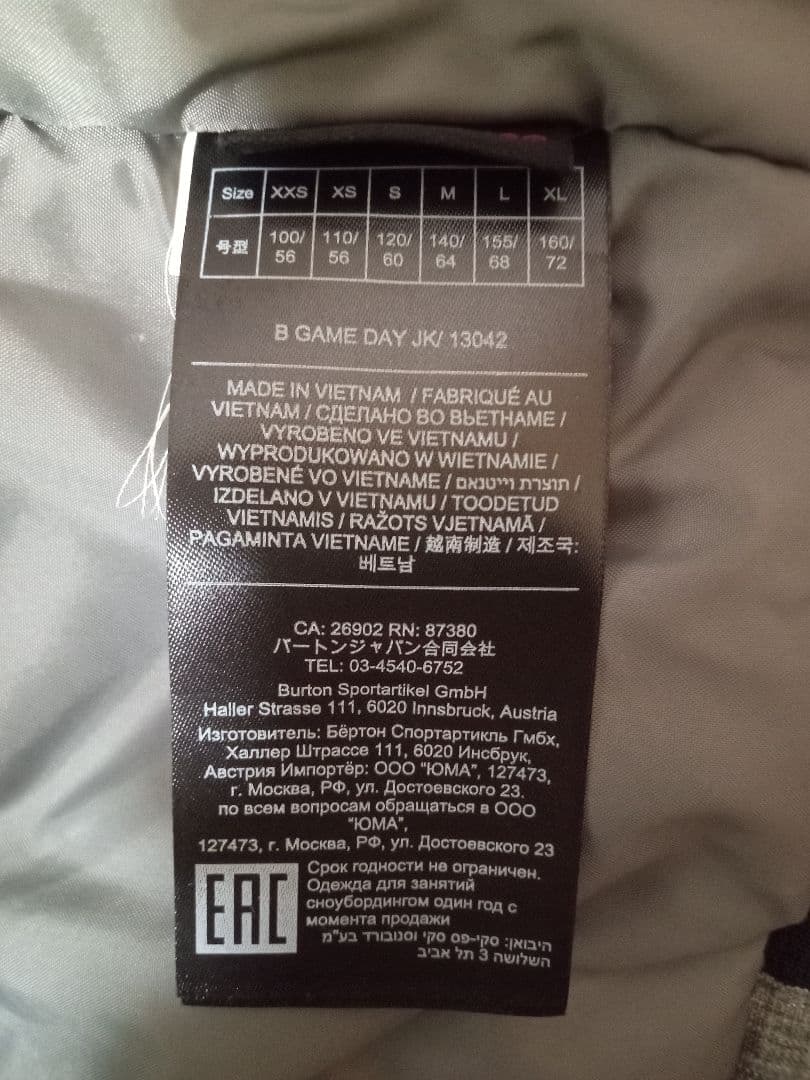 Size XXS XS S M L XL
号型 100/56 110/56 120/60 140/64 155/68 160/72
B GAME DAY JK/ 13042
MADE IN VIETNAM / FABRIQUÉ AU
VIETNAM / СДЕЛАНО ВО ВЬЕТНАМЕ /
VYROBENO VE VIETNAMU /
WYPRODUKOWANO W WIETNAMIE /
VYROBENÉ VO VIETNAME / תוצרת וייטנאם /
IZDELANO V VIETNAMU / TOODETUD
VIETNAMIS / RAŽOTS VJETNAMĀ /
PAGAMINTA VIETNAME / 越南制造 / 제조국:
베트남
CA: 26902 RN: 87380
バートンジャパン合同会社
TEL: 03-4540-6752
Burton Sportartikel GmbH
Haller Strasse 111, 6020 Innsbruck, Austria
Изготовитель: Бёртон Спортартикль Гмбх,
Халлер Штрассе 111, 6020 Инсбрук,
Австрия Импортёр: ООО "ЮМА", 127473,
г. Москва, РФ, ул. Достоевского 23.
по всем вопросам обращаться в ООО
"ЮМА",
127473, г. Москва, РФ, ул. Достоевского 23
EAC
Срок годности не ограничен.
Одежда для занятий
сноубордингом один год с
момента продажи
היבואן: סקי-פס סקי וסנובורד בע"מ
השלושה 3 תל אביב